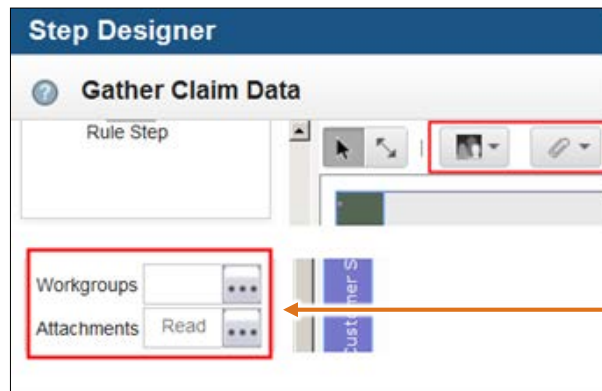 Step Designer
Gather Claim Data
Rule Step
Workgroups
Attachments Read